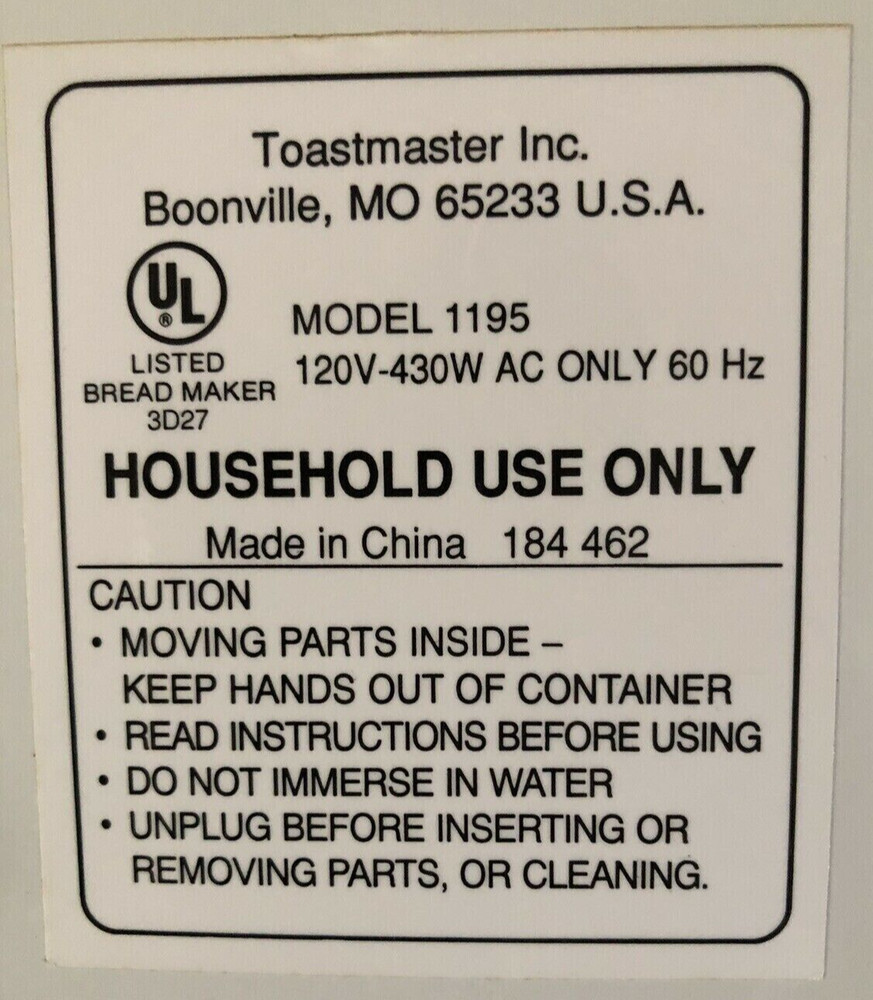 Toastmaster Inc.
Boonville, MO 65233 U.S.A.
UL
®
LISTED
BREAD MAKER
3D27
MODEL 1195
120V-430W AC ONLY 60 Hz
HOUSEHOLD USE ONLY
Made in China 184 462
CAUTION
• MOVING PARTS INSIDE –
KEEP HANDS OUT OF CONTAINER
• READ INSTRUCTIONS BEFORE USING
• DO NOT IMMERSE IN WATER
• UNPLUG BEFORE INSERTING OR
REMOVING PARTS, OR CLEANING.